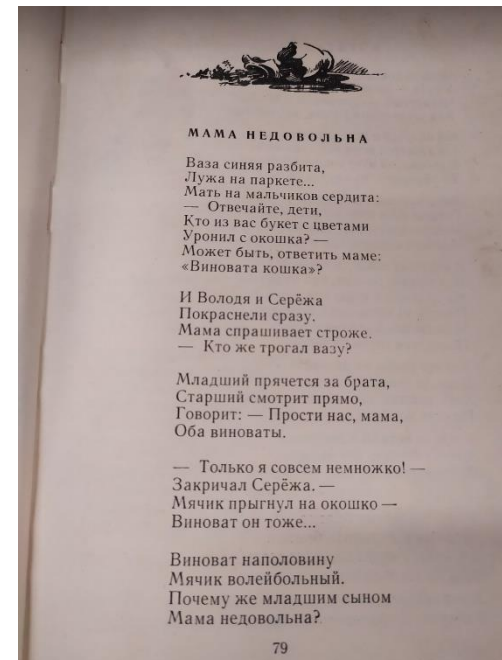 МАМА НЕДОВОЛЬНА
Ваза синяя разбита,
Лужа на паркете...
Мать на мальчиков сердита:
— Отвечайте, дети,
Кто из вас букет с цветами
Уронил с окошка? —
Может быть, ответить маме:
«Виновата кошка»?
И Володя и Серёжа
Покраснели сразу.
Мама спрашивает строже.
— Кто же трогал вазу?
Младший прячется за брата,
Старший смотрит прямо,
Говорит: — Прости нас, мама,
Оба виноваты.
— Только я совсем немножко! —
Закричал Серёжа. —
Мячик прыгнул на окошко —
Виноват он тоже...
Виноват наполовину
Мячик волейбольный.
Почему же младшим сыном
Мама недовольна?
79